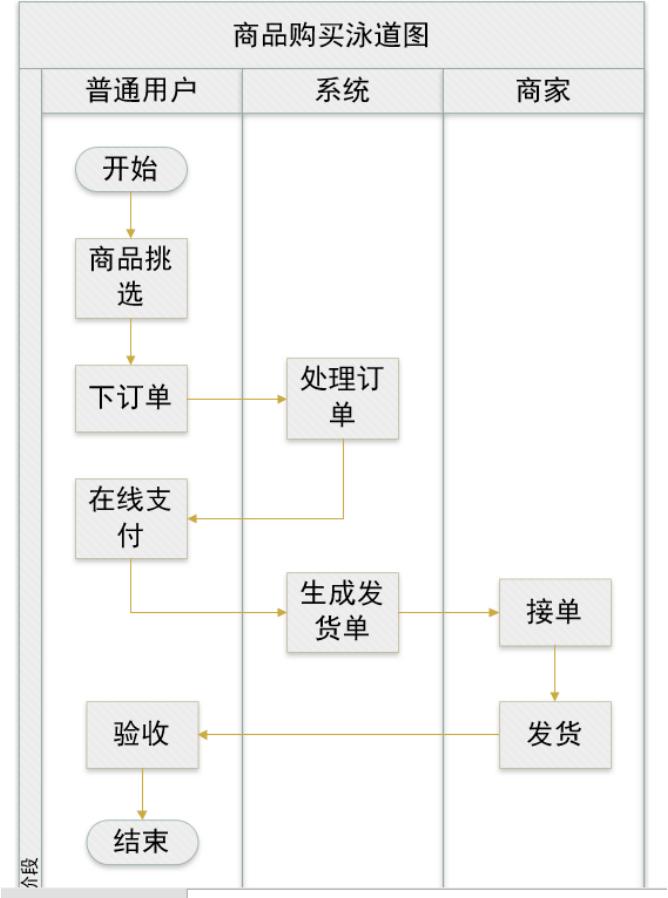 商品购买泳道图
普通用户
系统
商家
开始
商品挑
选
下订单
处理订
单
在线支
付
生成发
货单
接单
验收
发货
结束
阶段